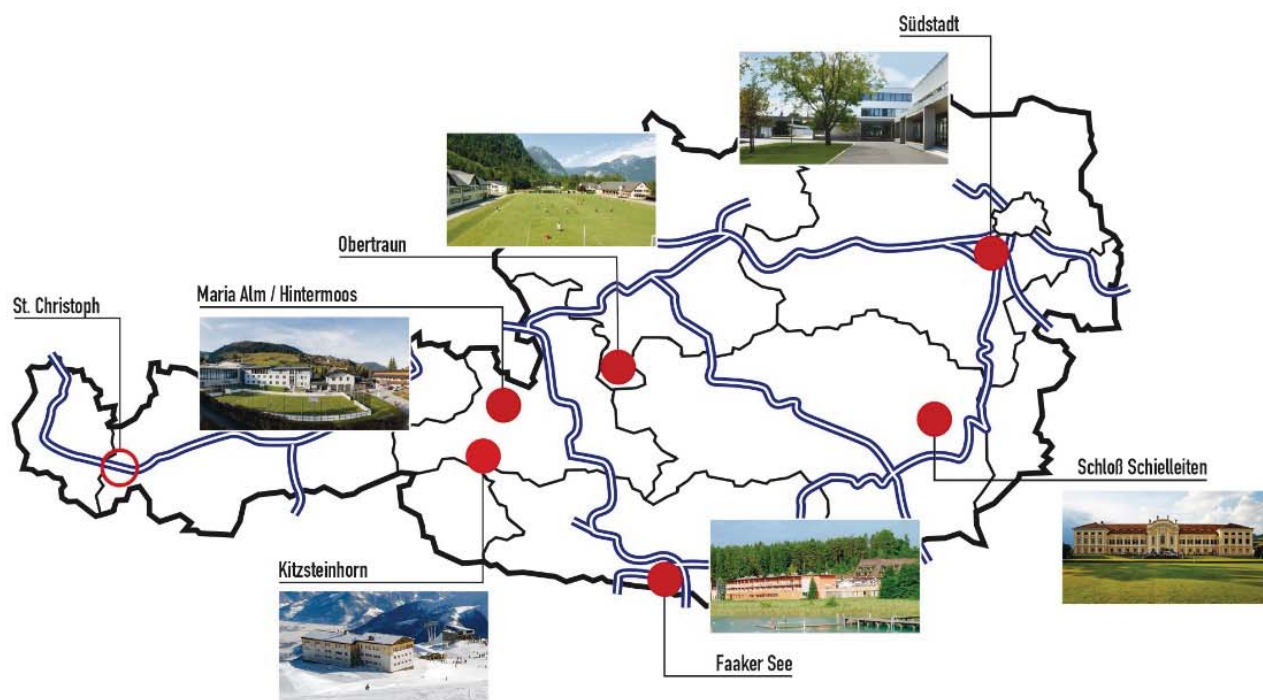 Südstadt
Obertraun
Maria Alm / Hintermoos
St. Christoph
Schloß Schielleiten
Kitzsteinhorn
Faaker See